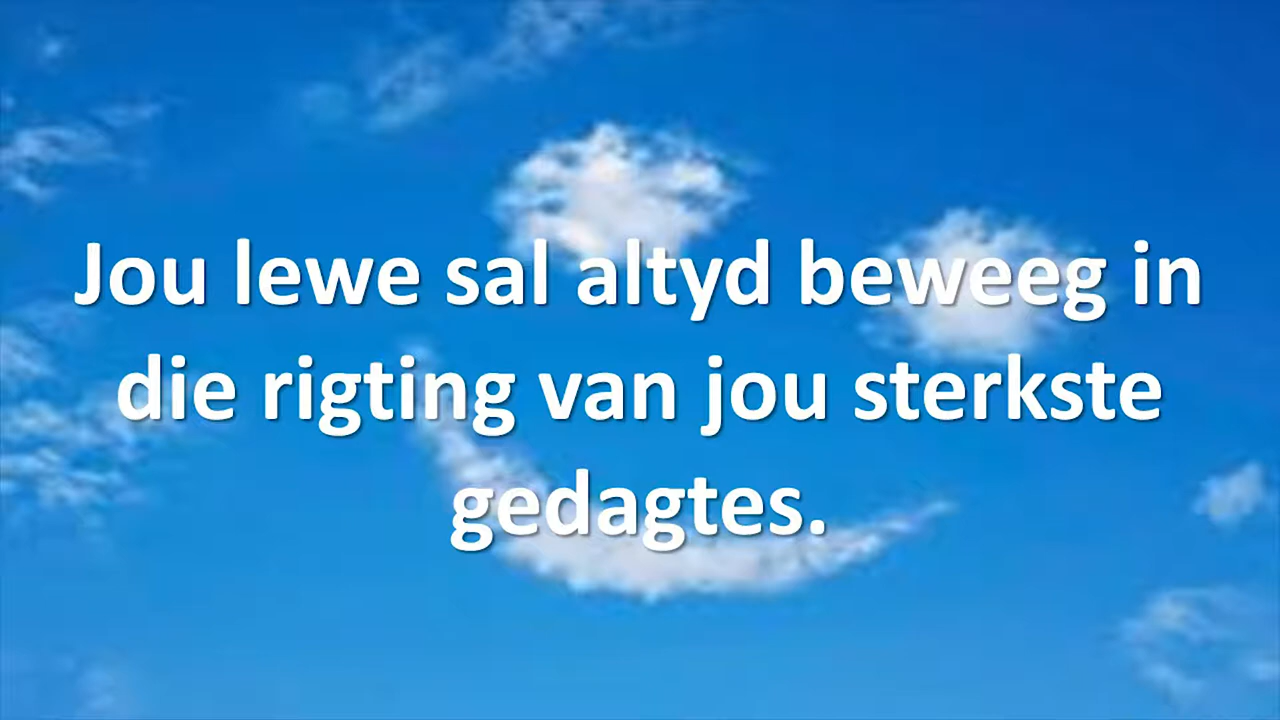 Jou lewe sal altyd beweeg in
die rigting van jou sterkste
gedagtes.